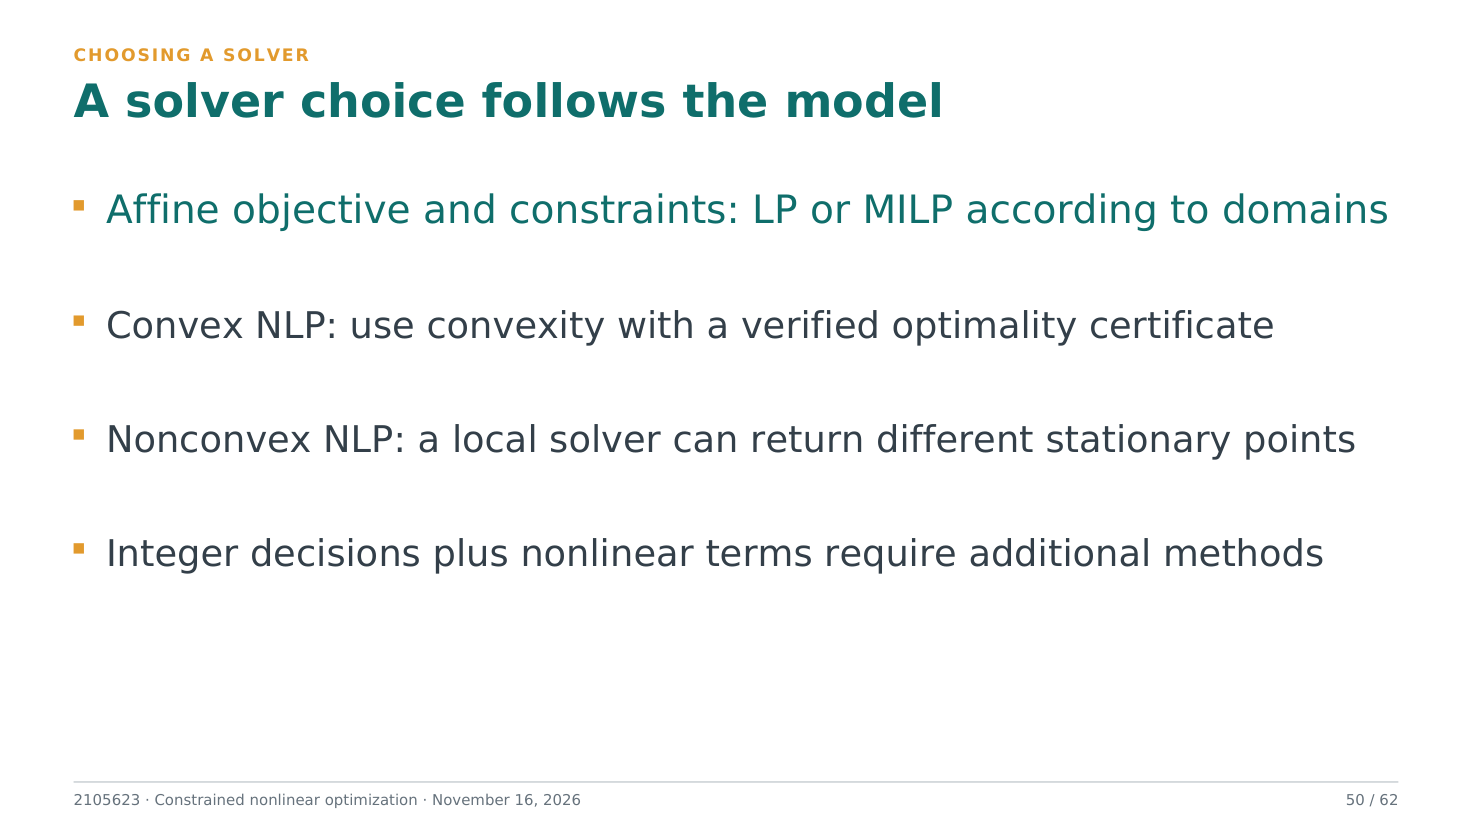 CHOOSING A SOLVER
A solver choice follows the model
Affine objective and constraints: LP or MILP according to domains
Convex NLP: use convexity with a verified optimality certificate
Nonconvex NLP: a local solver can return different stationary points
Integer decisions plus nonlinear terms require additional methods
2105623 · Constrained nonlinear optimization · November 16, 2026
50 / 62